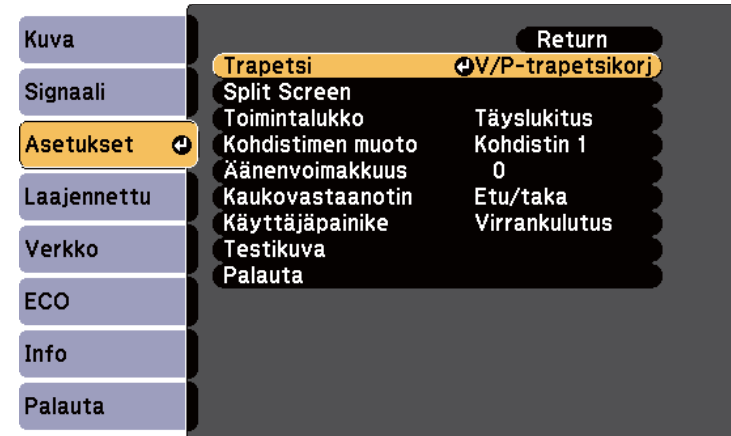 Kuva
Signaali
Asetukset
Laajennettu
Verkko
ECO
Info
Palauta
Return
Trapetsi V/P-trapetsikorj
Split Screen
Toimintalukko Täyslukitus
Kohdistimen muoto Kohdistin 1
Äänenvoimakkuus 0
Kaukovastaanotin Etu/taka
Käyttäjäpainike Virrankulutus
Testikuva
Palauta